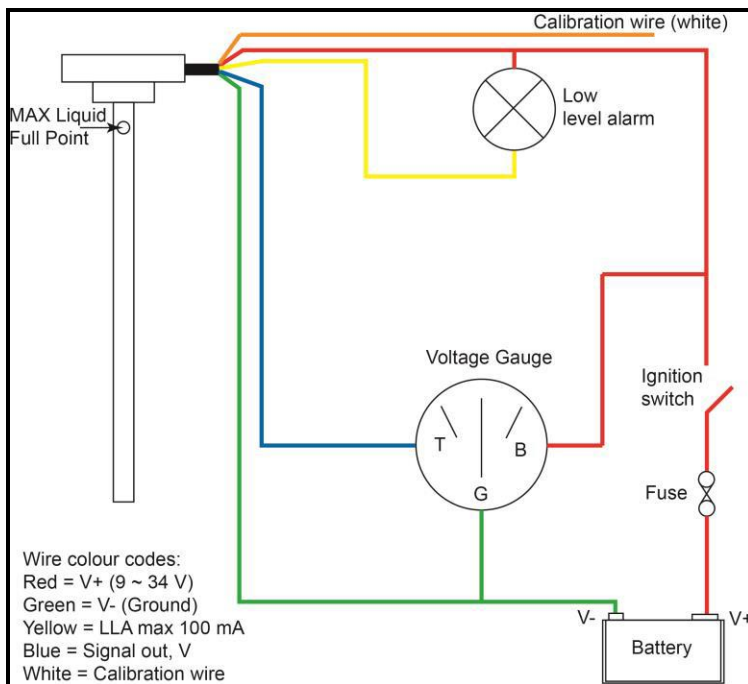 Calibration wire (white)
MAX Liquid
Full Point
Low
level alarm
Voltage Gauge
T
B
G
Ignition
switch
Fuse
Wire colour codes:
Red = V+ (9 ~ 34 V)
Green = V- (Ground)
Yellow = LLA max 100 mA
Blue = Signal out, V
White = Calibration wire
V-
V+
Battery